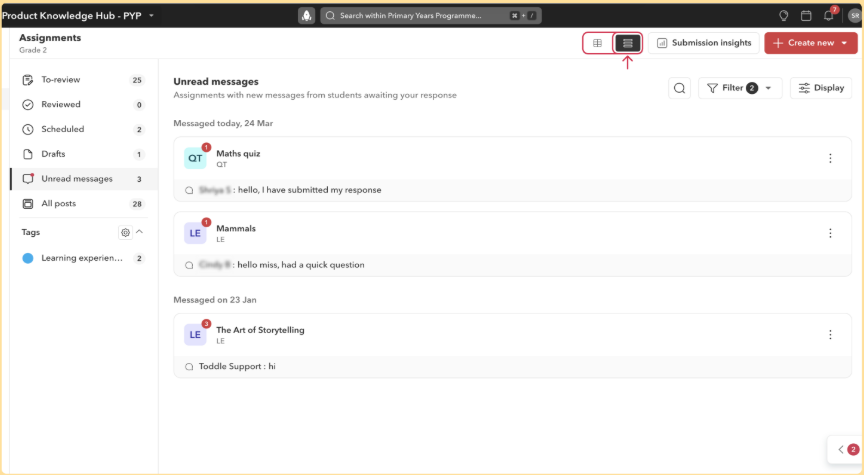 Product Knowledge Hub - PYP
Search within Primary Years Programme... ⌘ + /
7
SR
Assignments
Grade 2
Submission insights
+ Create new
To-review 25
Reviewed 0
Scheduled 2
Drafts 1
Unread messages 3
All posts 28
Tags
Learning experien... 2
Unread messages
Assignments with new messages from students awaiting your response
Filter 2
Display
Messaged today, 24 Mar
QT 1
Maths quiz
QT
: hello, I have submitted my response
LE 1
Mammals
LE
: hello miss, had a quick question
Messaged on 23 Jan
LE 3
The Art of Storytelling
LE
Toddle Support : hi
2